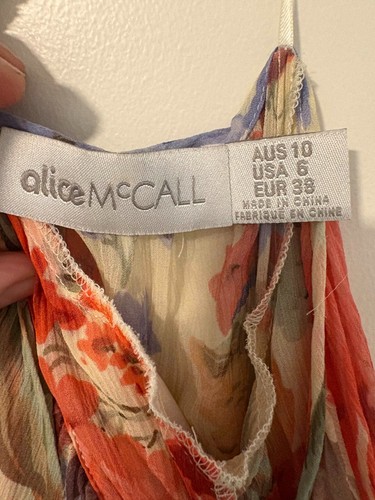 alice McCALL
AUS 10
USA 6
EUR 38
MADE IN CHINA
FABRIQUE EN CHINE